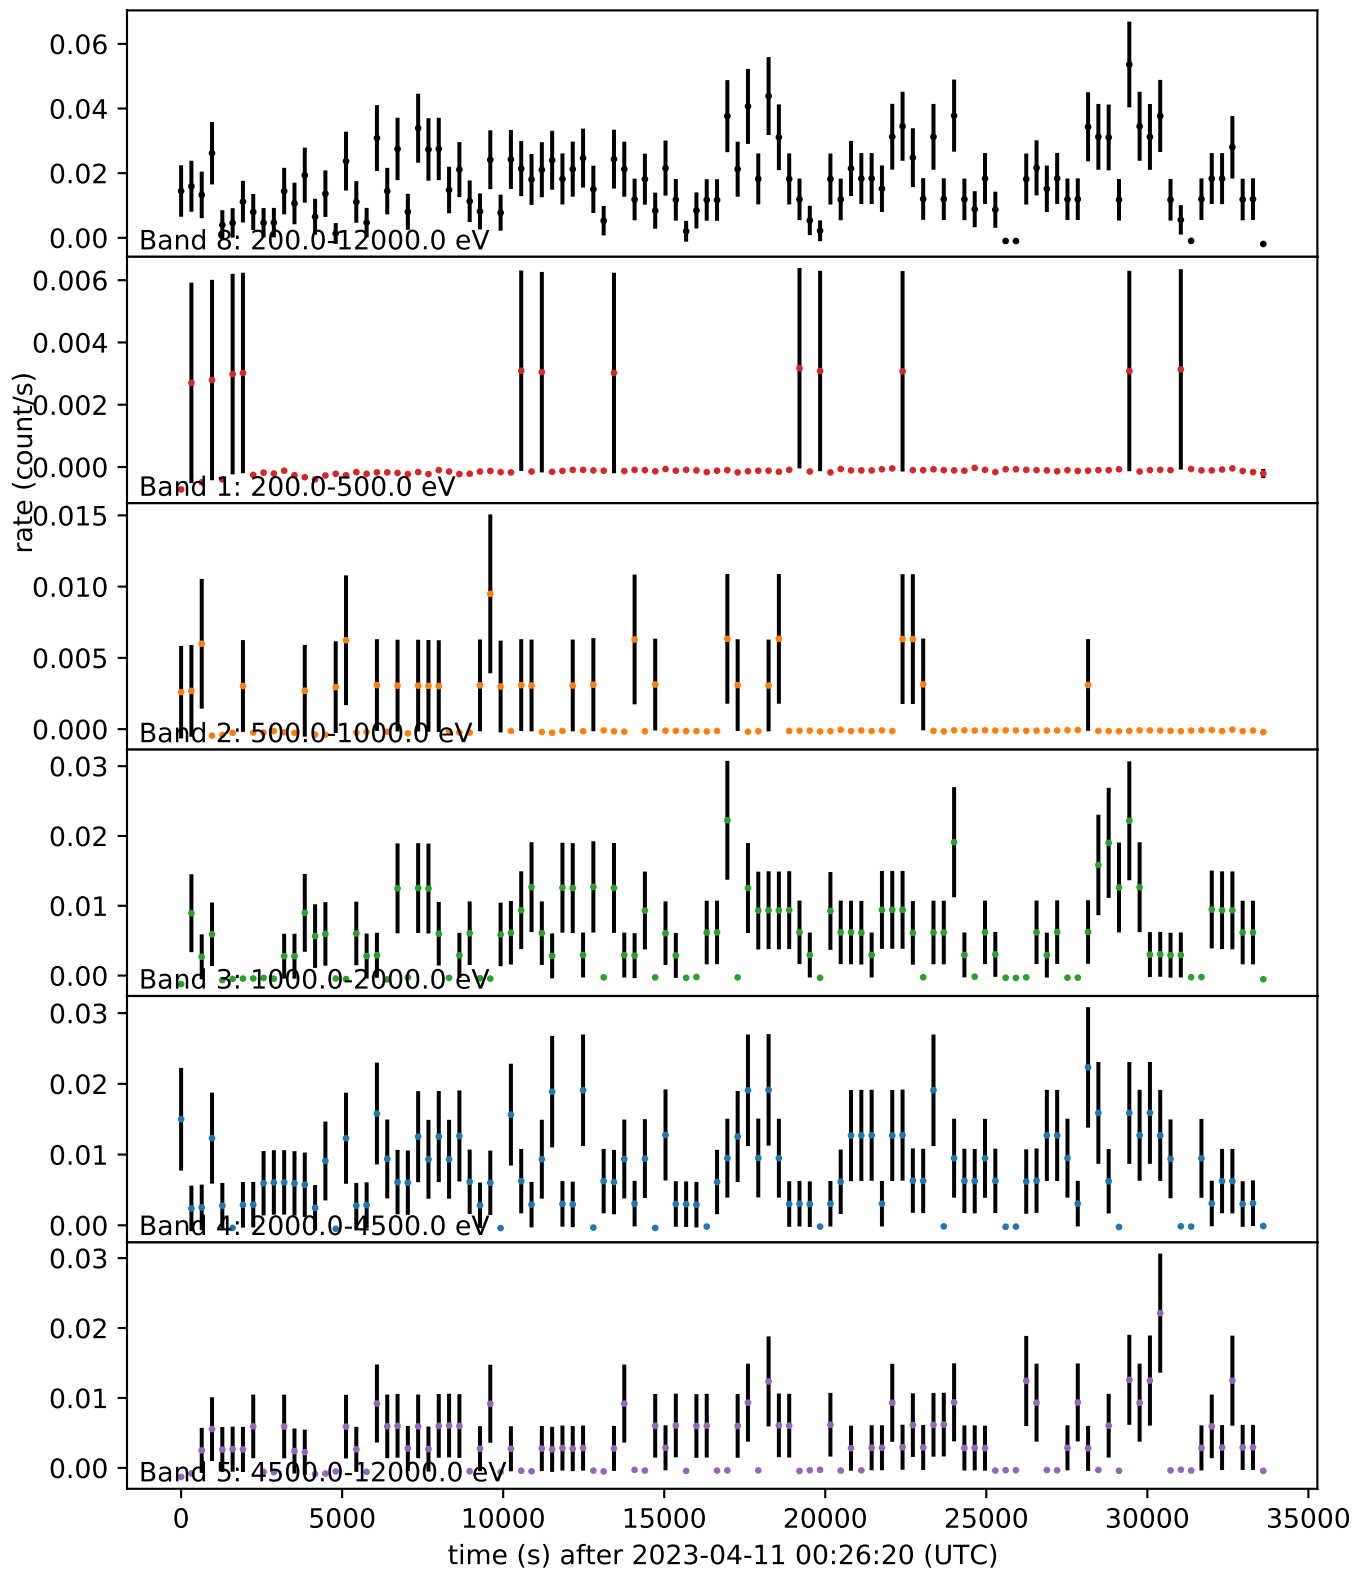 0.06
0.04
0.02
0.00
Band 8: 200.0-12000.0 eV
0.006
0.004
0.002
0.000
Band 1: 200.0-500.0 eV
rate (count/s)
0.015
0.010
0.005
0.000
Band 2: 500.0-1000.0 eV
0.03
0.02
0.01
0.00
Band 3: 1000.0-2000.0 eV
0.03
0.02
0.01
0.00
Band 4: 2000.0-4500.0 eV
0.03
0.02
0.01
0.00
Band 5: 4500.0-12000.0 eV
0 5000 10000 15000 20000 25000 30000 35000
time (s) after 2023-04-11 00:26:20 (UTC)